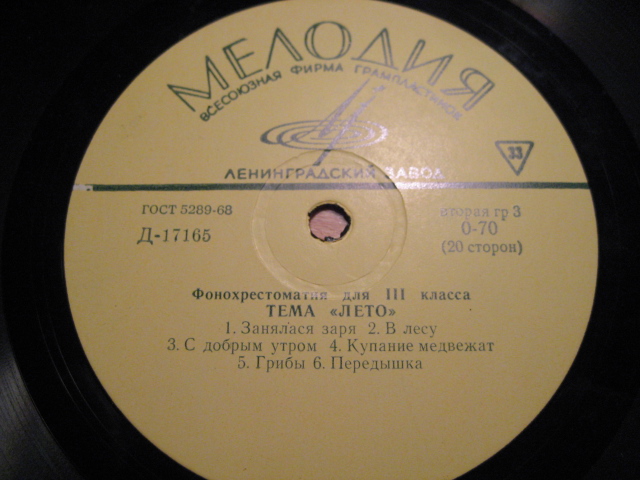 МЕЛОДИЯ
ВСЕСОЮЗНАЯ ФИРМА ГРАМПЛАСТИНОК
33
ЛЕНИНГРАДСКИЙ ЗАВОД
ГОСТ 5289-68
Д-17165
вторая гр 3
0-70
(20 сторон)
Фонохрестоматия для III класса
ТЕМА «ЛЕТО»
1. Занялася заря 2. В лесу
3. С добрым утром 4. Купание медвежат
5. Грибы 6. Передышка